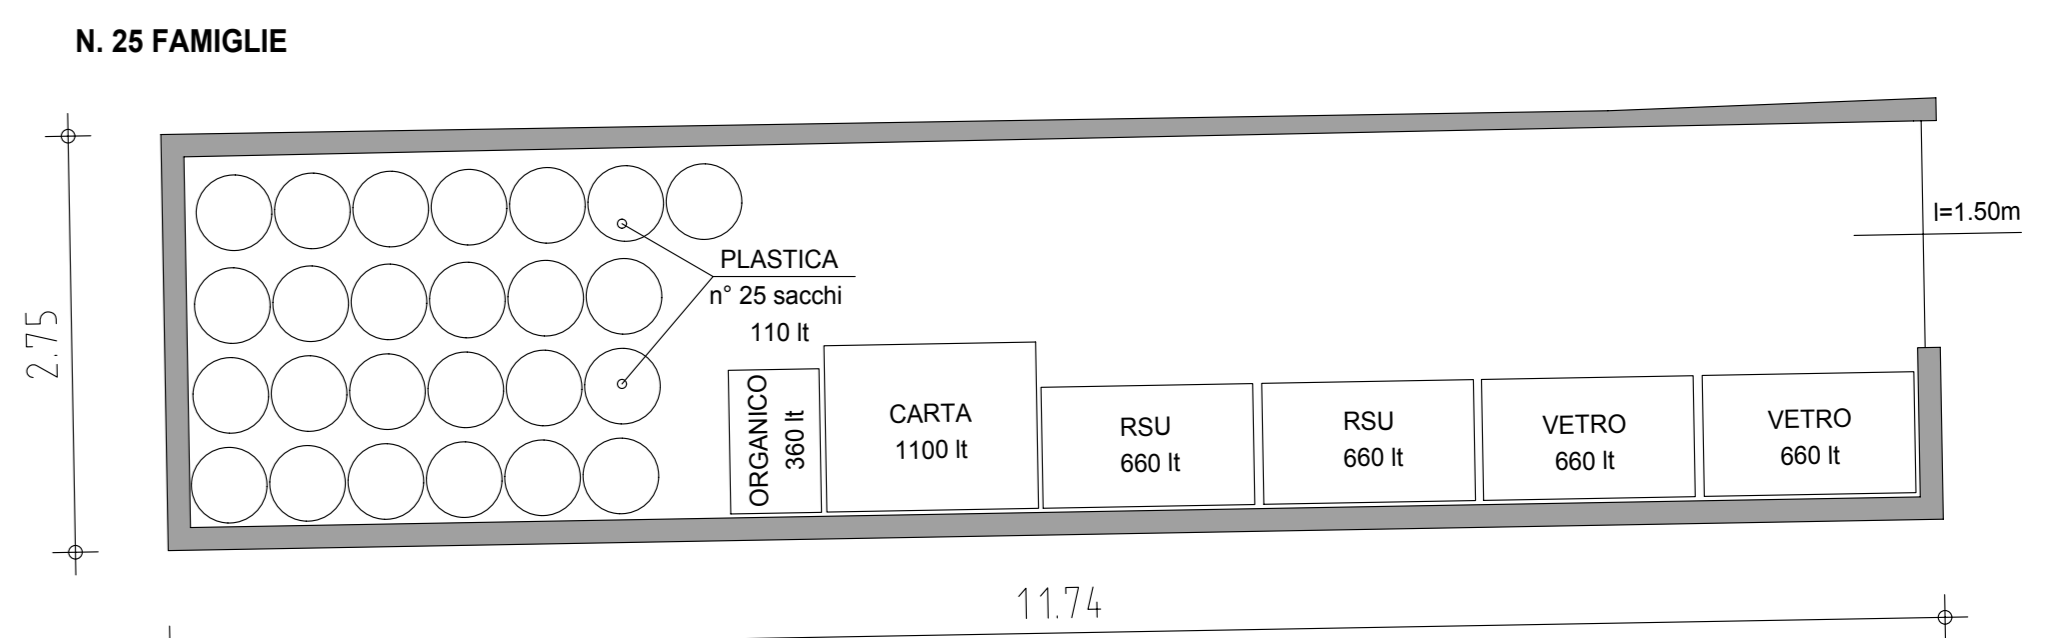 N. 25 FAMIGLIE
l=1.50m
PLASTICA
n° 25 sacchi
110 lt
2.75
ORGANICO
360 lt
CARTA
1100 lt
RSU
660 lt
RSU
660 lt
VETRO
660 lt
VETRO
660 lt
11.74